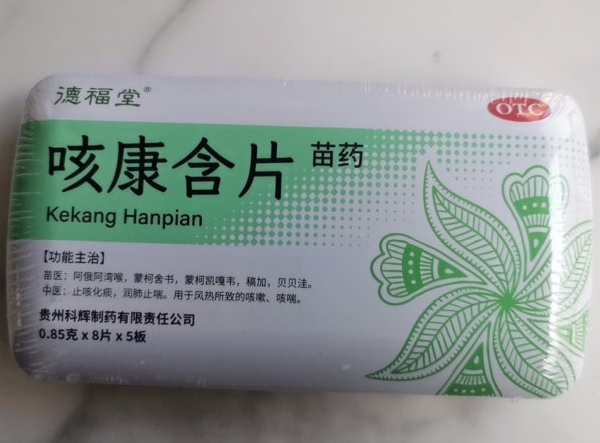 德福堂®
OTC
咳康含片 苗药
Kekang Hanpian
【功能主治】
苗医：阿俄阿湾喉，蒙柯舍书，蒙柯凯嘎韦，稿加，贝贝洼。
中医：止咳化痰，润肺止喘。用于风热所致的咳嗽、咳喘。
贵州科辉制药有限责任公司
0.85克 x 8片 x 5板